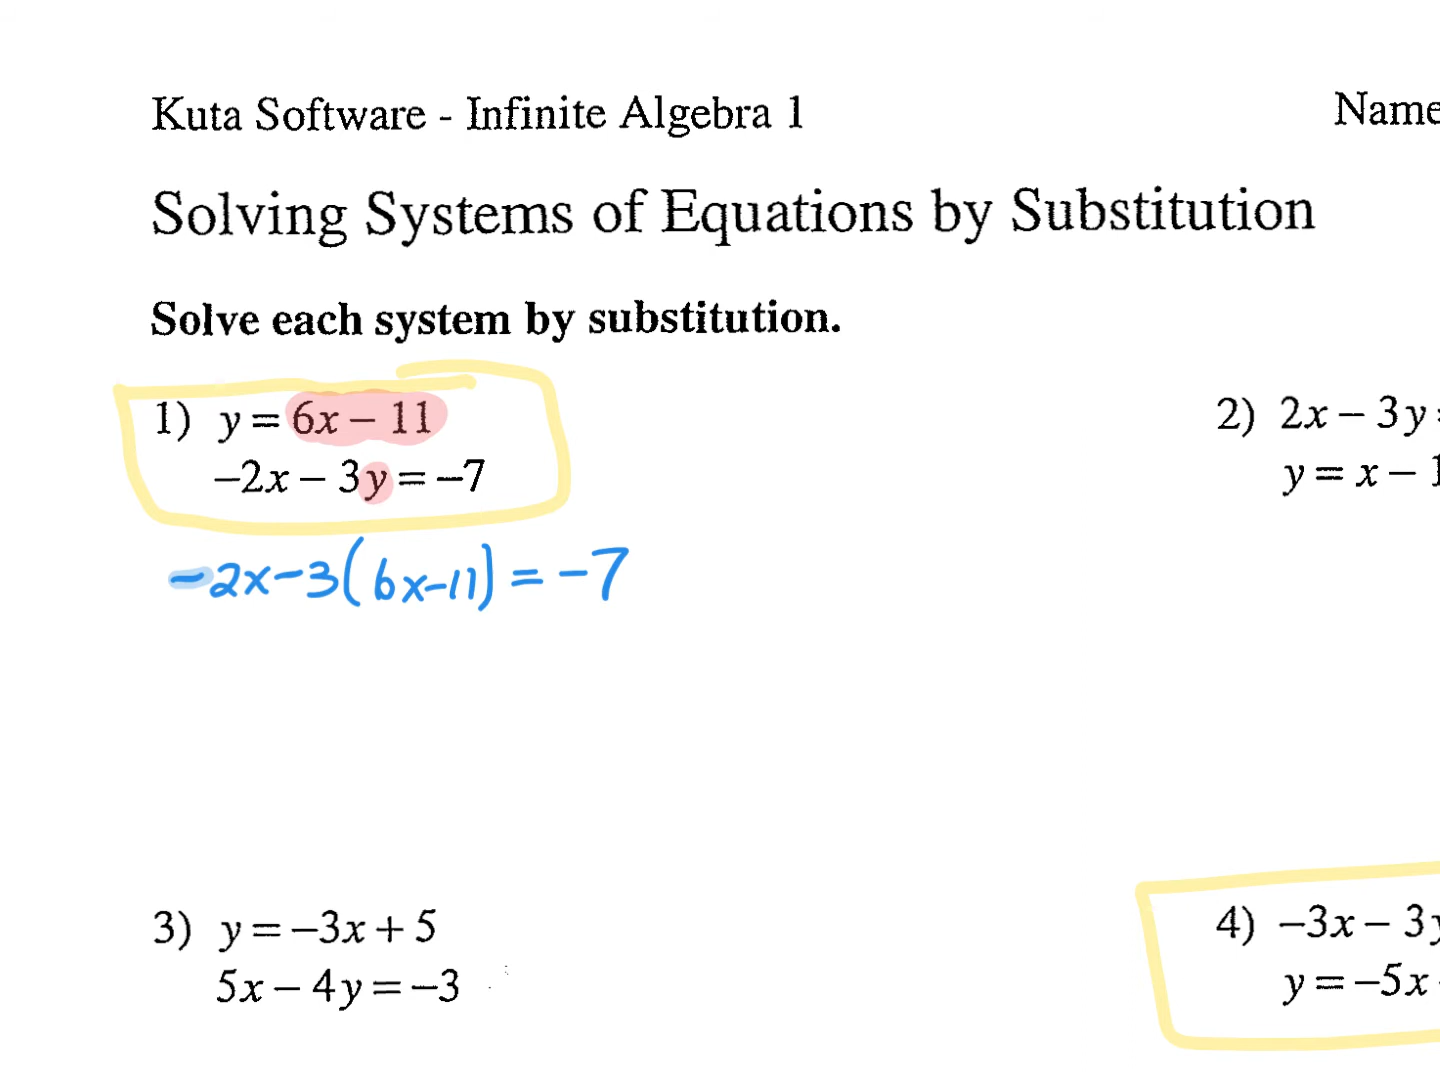 Kuta Software - Infinite Algebra 1
Name
Solving Systems of Equations by Substitution
Solve each system by substitution.
1) y = 6x − 11
−2x − 3y = −7
-2x-3(6x-11) = -7
2) 2x − 3y =
y = x − 1
3) y = −3x + 5
5x − 4y = −3
4) −3x − 3y
y = −5x